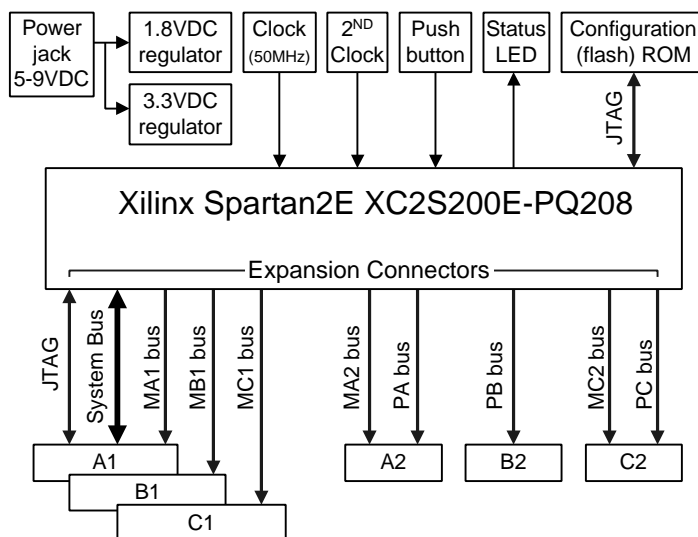 Power
jack
5-9VDC
1.8VDC
regulator
3.3VDC
regulator
Clock
(50MHz)
2ND
Clock
Push
button
Status
LED
Configuration
(flash) ROM
JTAG
Xilinx Spartan2E XC2S200E-PQ208
Expansion Connectors
JTAG
System Bus
MA1 bus
MB1 bus
MC1 bus
MA2 bus
PA bus
PB bus
MC2 bus
PC bus
A1
B1
C1
A2
B2
C2